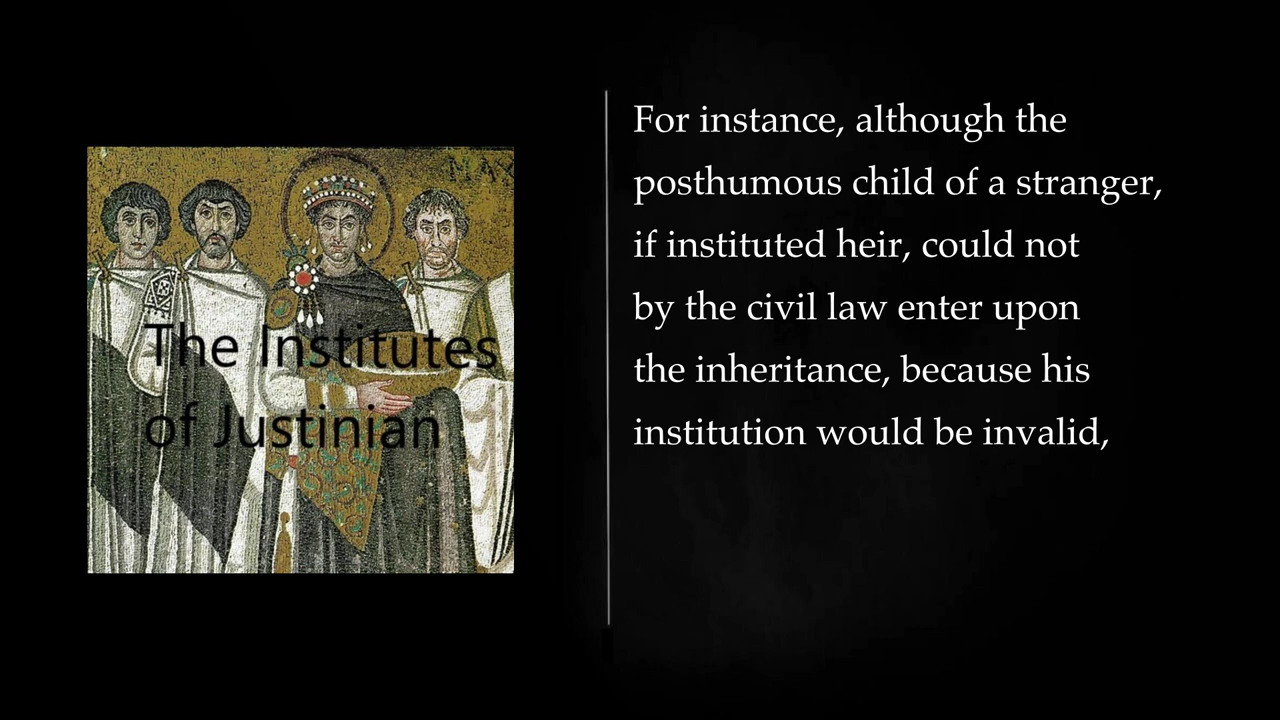 The Institutes
of Justinian
For instance, although the
posthumous child of a stranger,
if instituted heir, could not
by the civil law enter upon
the inheritance, because his
institution would be invalid,